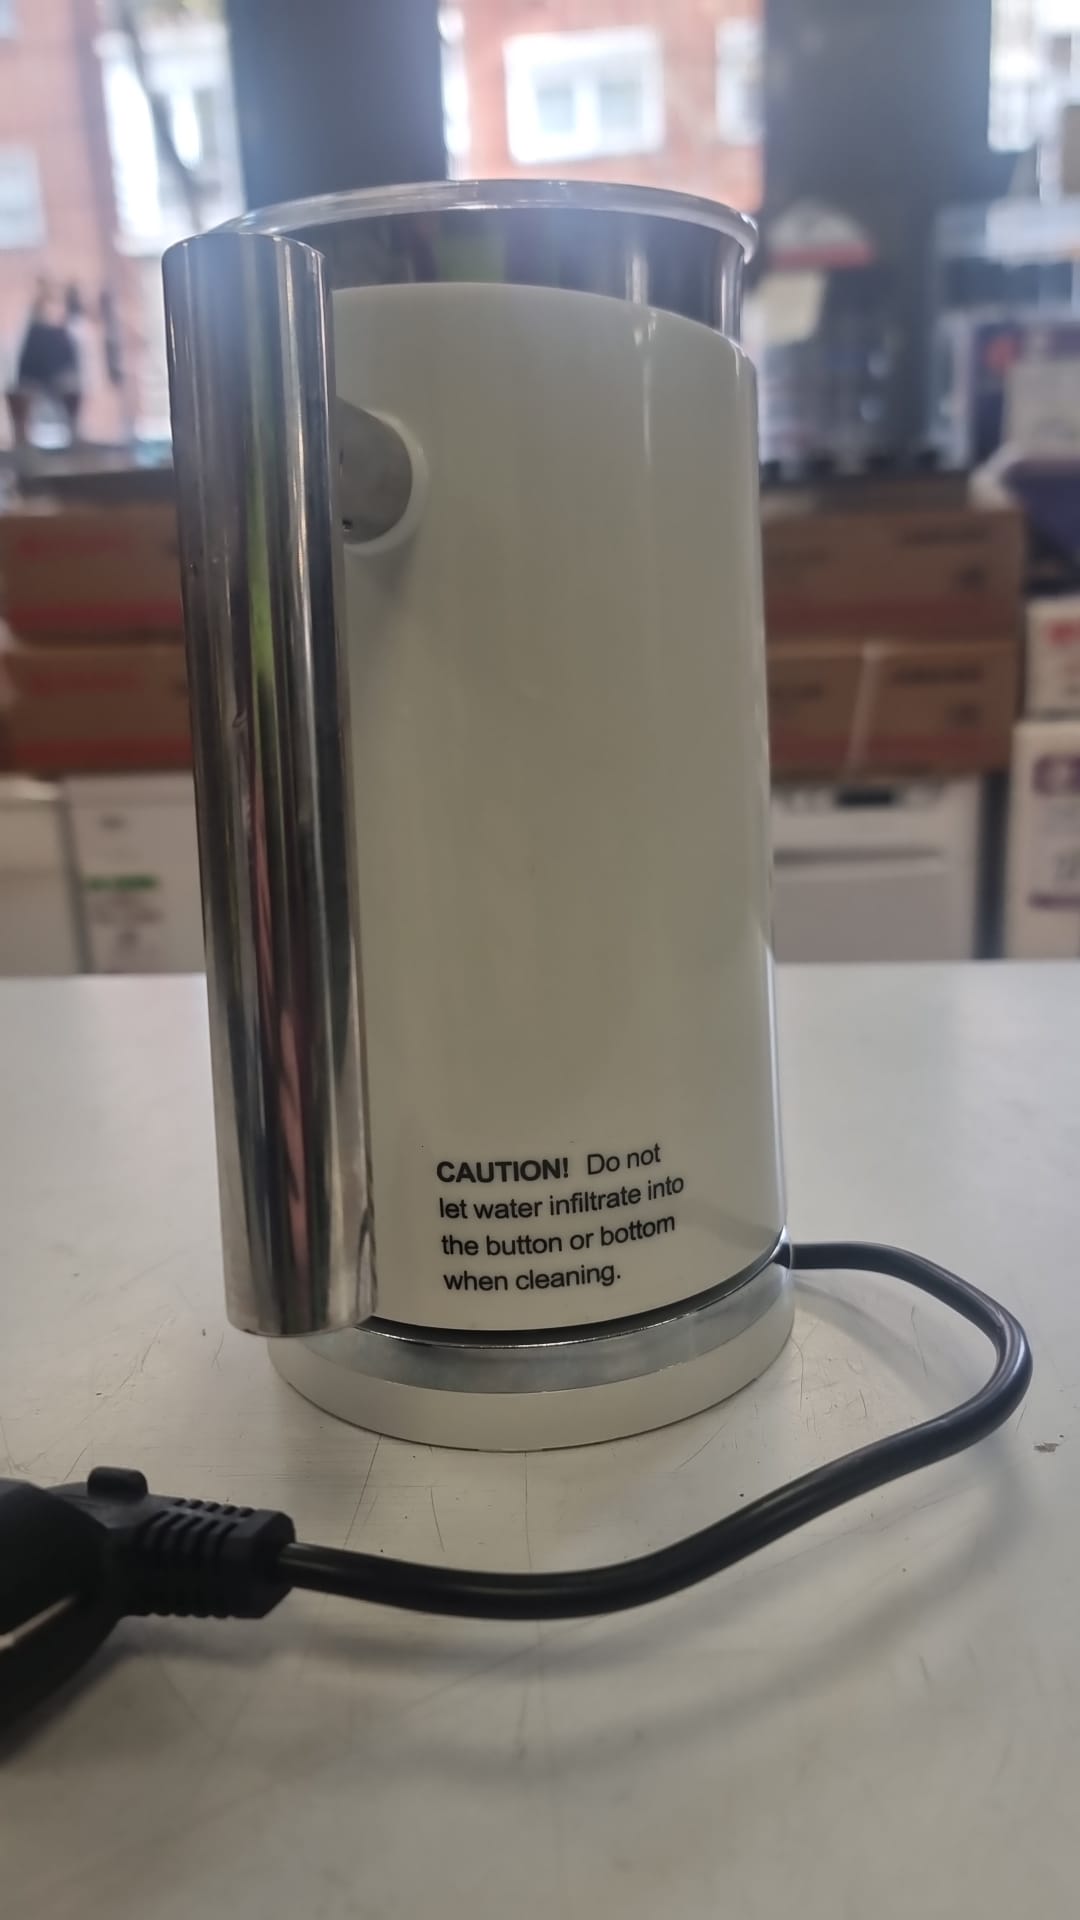 CAUTION! Do not
let water infiltrate into
the button or bottom
when cleaning.